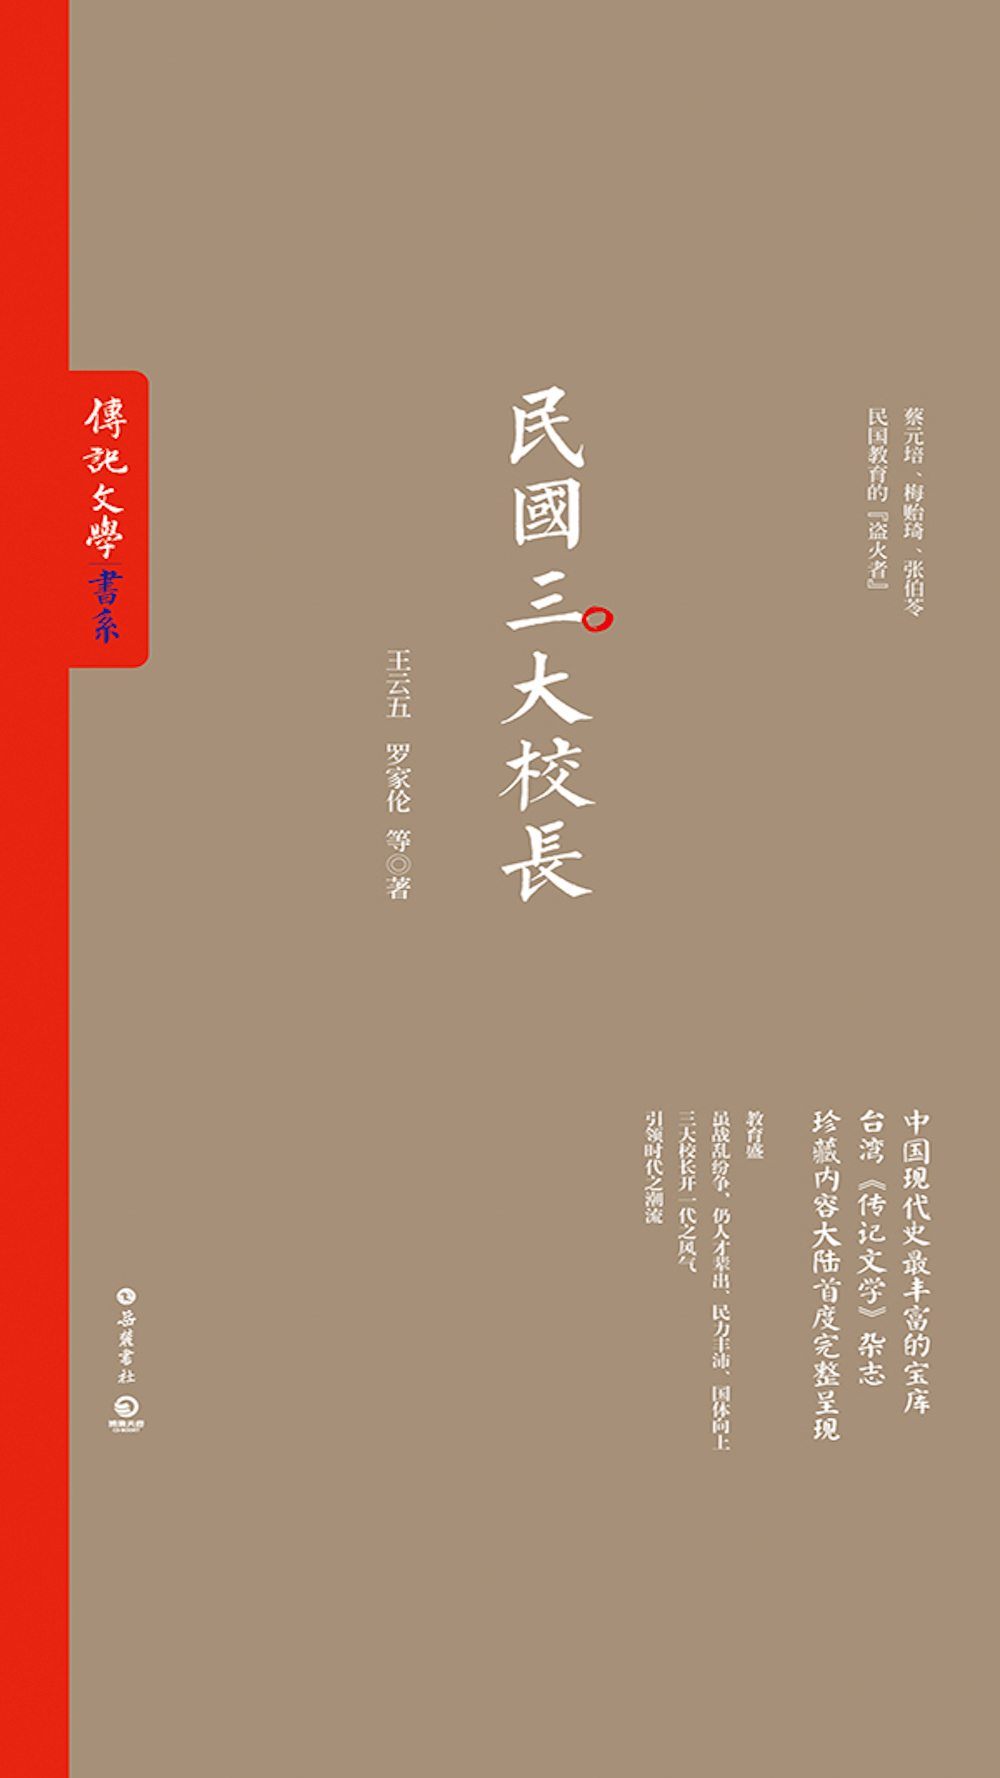 蔡元培、梅贻琦、张伯苓
民国教育的『盗火者』
民國三大校長
王云五 罗家伦 等◎著
傳記文學
書系
中国现代史最丰富的宝库
台湾《传记文学》杂志
珍藏内容大陆首度完整呈现
教育盛
虽战乱纷争，仍人才辈出、民力丰沛、国体向上
三大校长开一代之风气
引领时代之潮流
岳麓書社